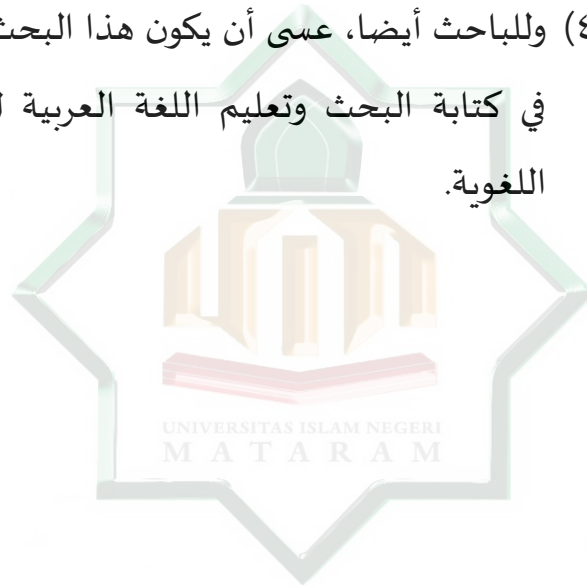 ٤) وللباحث أيضا، عسى أن يكون هذا البحث
في كتابة البحث وتعليم اللغة العربية
اللغوية.
UNIVERSITAS ISLAM NEGERI
MATARAM